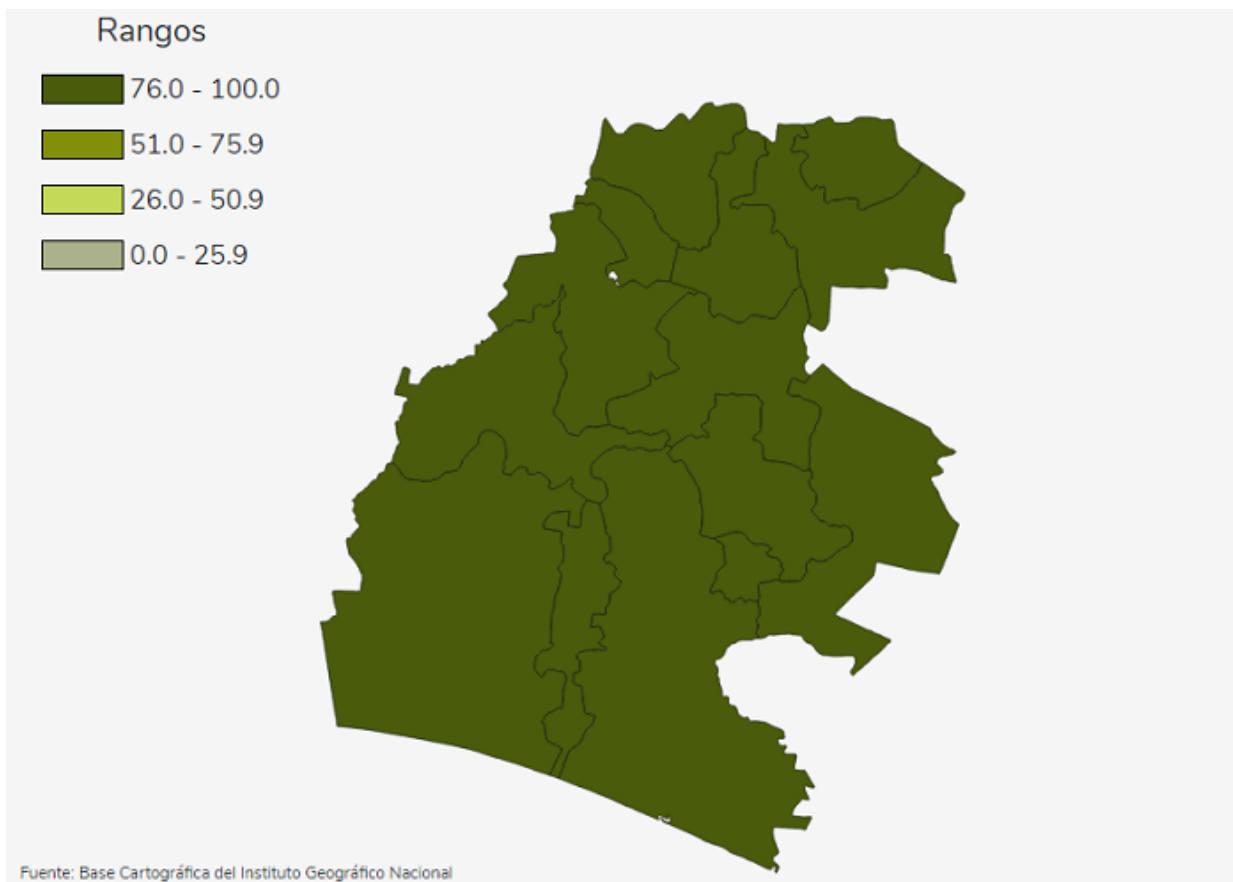 Rangos
76.0 - 100.0
51.0 - 75.9
26.0 - 50.9
0.0 - 25.9
Fuente: Base Cartográfica del Instituto Geográfico Nacional